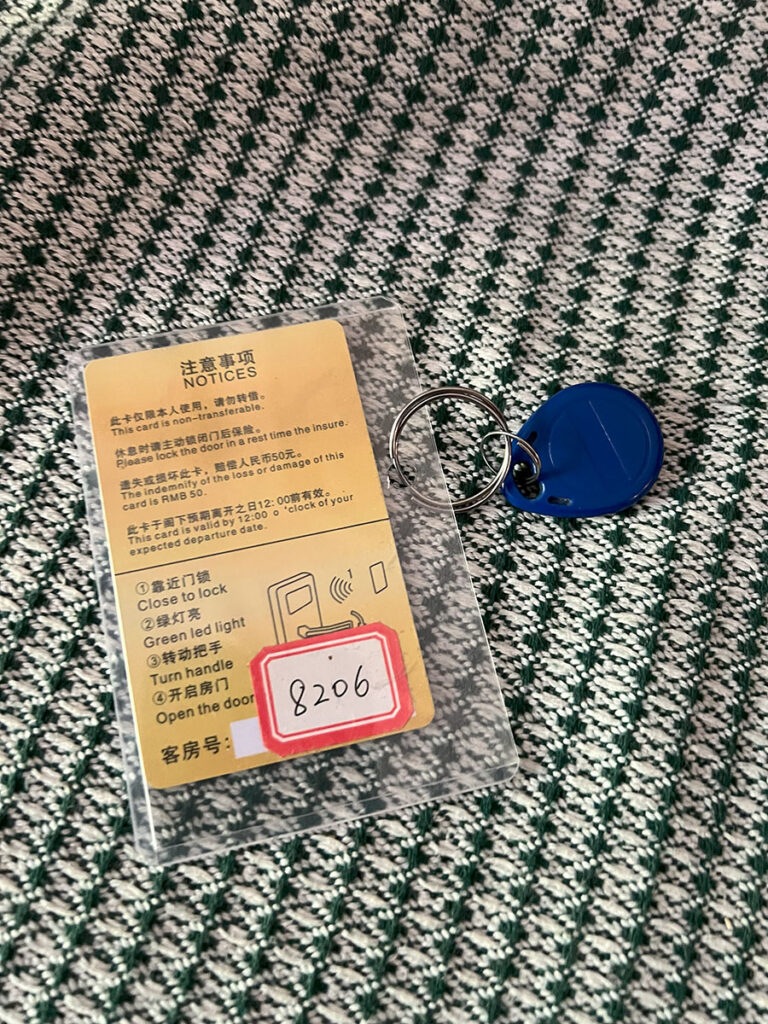 注意事项
NOTICES
此卡仅限本人使用，请勿转借。
This card is non-transferable.
休息时请主动锁闭门后保险。
Please lock the door in a rest time the insure.
遗失或损坏此卡，赔偿人民币50元。
The indemnity of the loss or damage of this
card is RMB 50.
此卡于阁下预期离开之日12:00前有效。
This card is valid by 12:00 o 'clock of your
expected departure date.
①靠近门锁
Close to lock
②绿灯亮
Green led light
③转动把手
Turn handle
④开启房门
Open the door
8206
客房号: